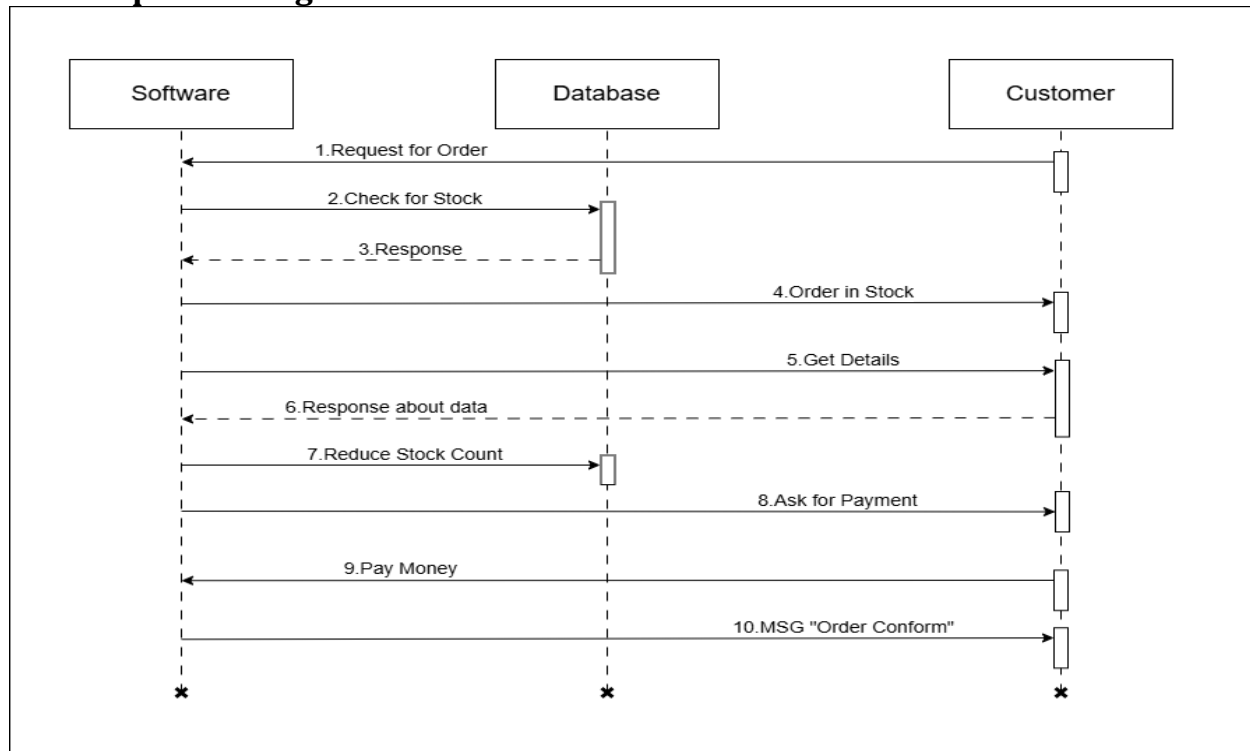 Software
Database
Customer
1.Request for Order
2.Check for Stock
3.Response
4.Order in Stock
5.Get Details
6.Response about data
7.Reduce Stock Count
8.Ask for Payment
9.Pay Money
10.MSG "Order Conform"